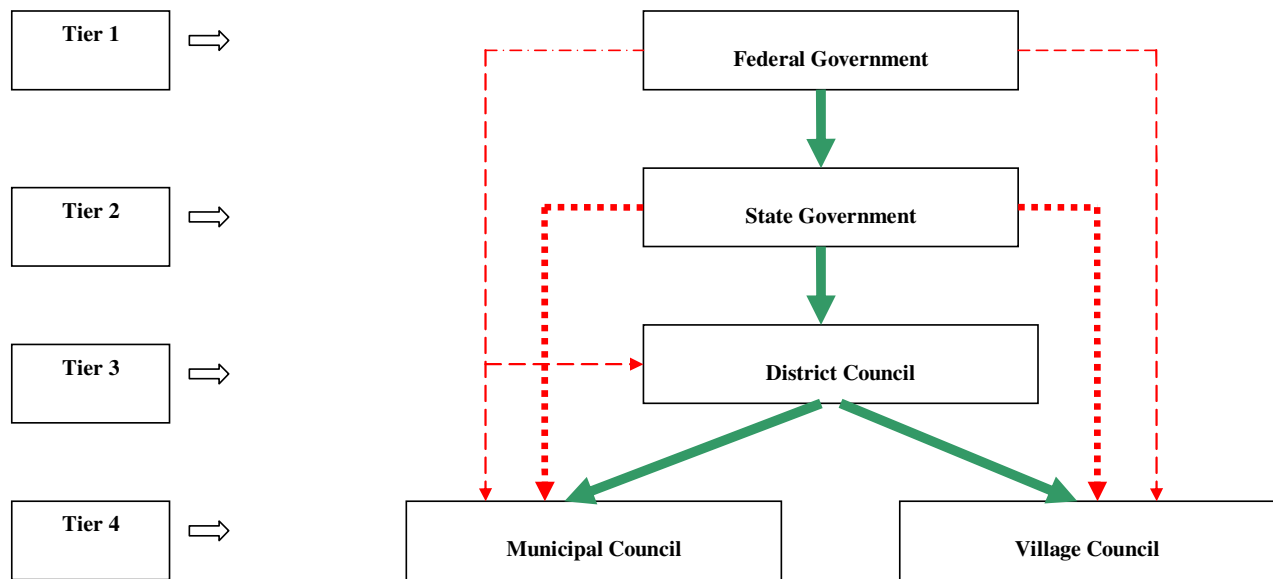 Tier 1
Federal Government
Tier 2
State Government
Tier 3
District Council
Tier 4
Municipal Council
Village Council